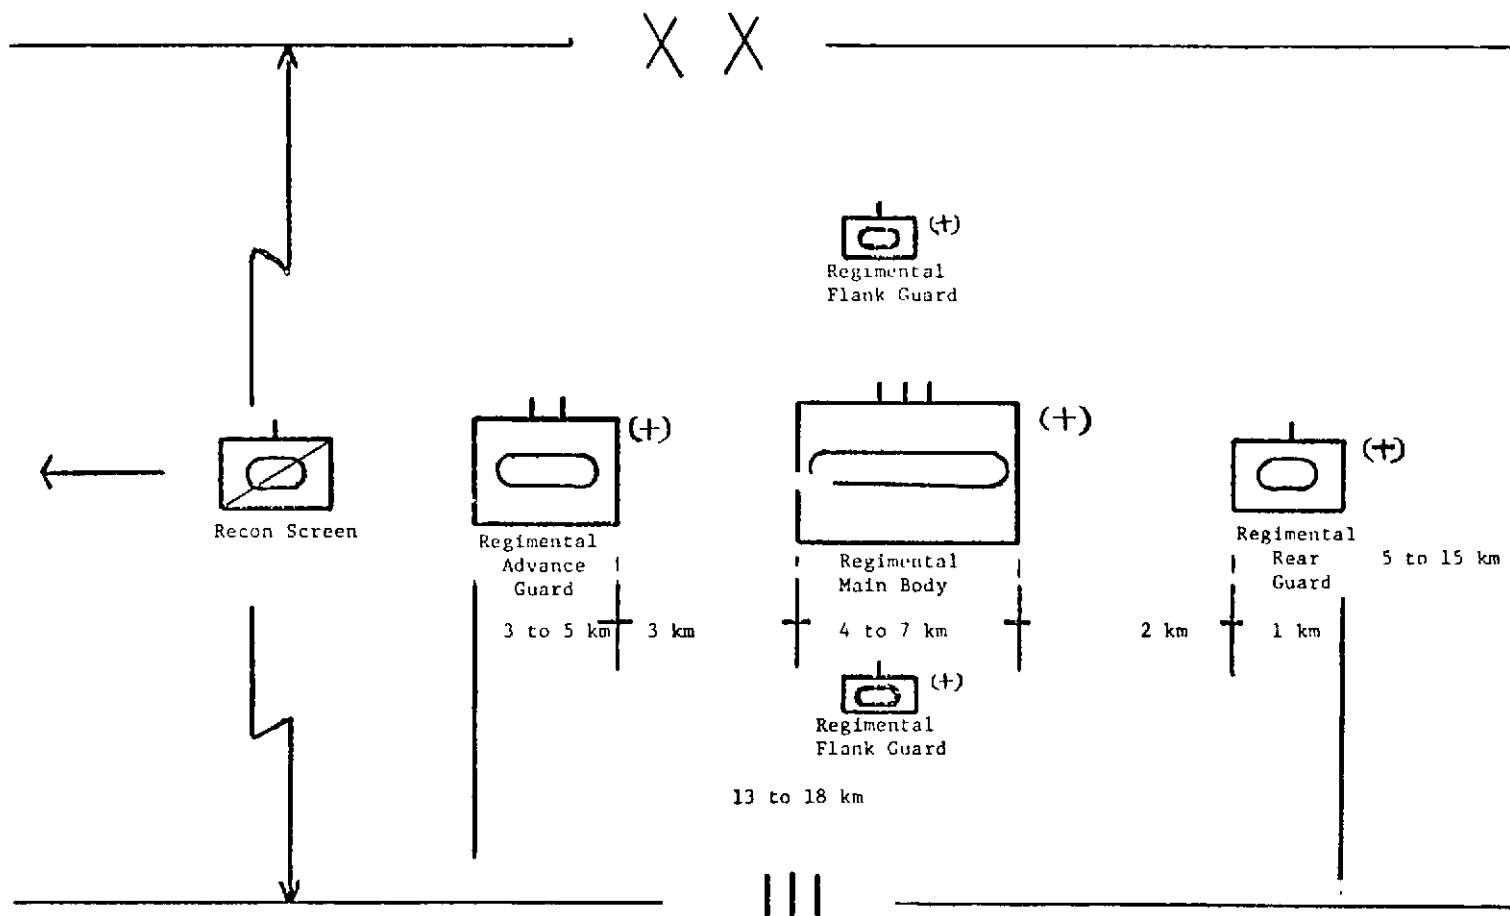 X X
(+)
Regimental
Flank Guard
(+)
(+)
(+)
Recon Screen
Regimental
Advance
Guard
Regimental
Main Body
Regimental
Rear
Guard
5 to 15 km
3 to 5 km
3 km
4 to 7 km
2 km
1 km
(+)
Regimental
Flank Guard
13 to 18 km
III